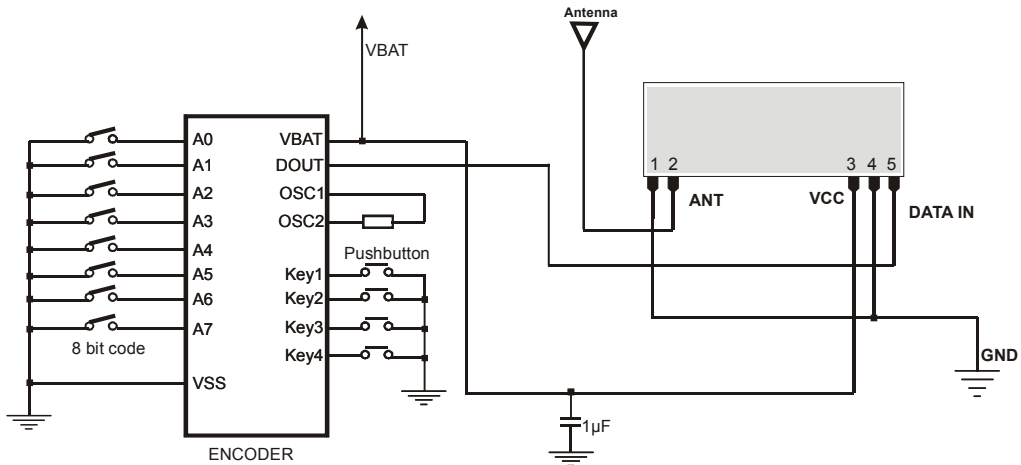 Antenna
VBAT
A0 VBAT
A1 DOUT
A2 OSC1
A3 OSC2
A4
A5 Key1
A6 Key2
A7 Key3
Key4
VSS
Pushbutton
8 bit code
ENCODER
1 2 3 4 5
ANT VCC DATA IN
GND
1µF